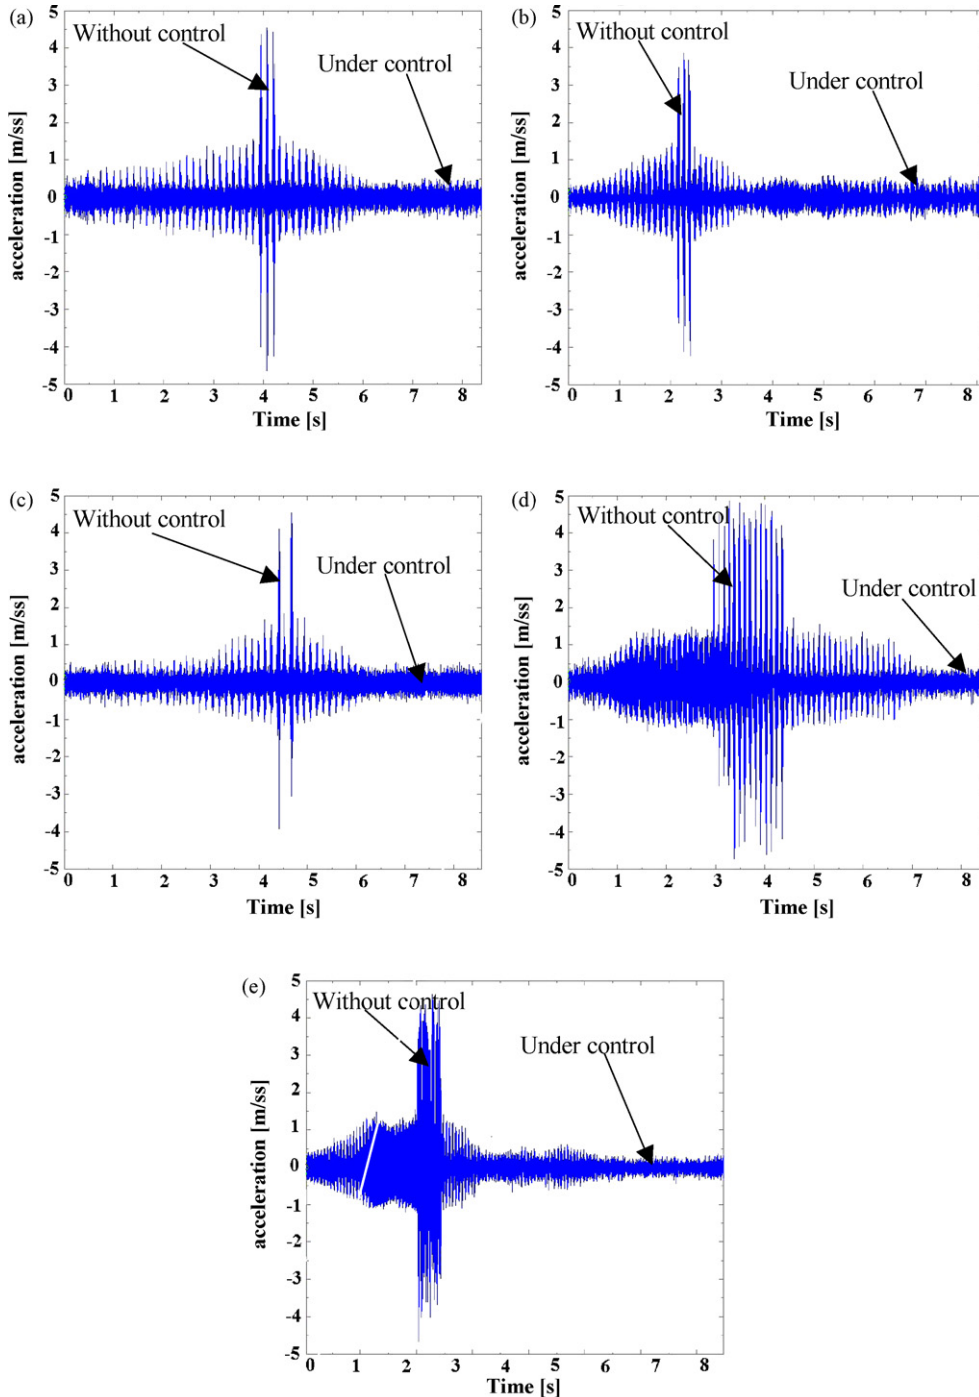 (a)
5
4
3
2
1
0
-1
-2
-3
-4
-5
acceleration [m/ss]
Without control
Under control
0 1 2 3 4 5 6 7 8
Time [s]
(b)
5
4
3
2
1
0
-1
-2
-3
-4
-5
acceleration [m/ss]
Without control
Under control
0 1 2 3 4 5 6 7 8
Time [s]
(c)
5
4
3
2
1
0
-1
-2
-3
-4
-5
acceleration [m/ss]
Without control
Under control
0 1 2 3 4 5 6 7 8
Time [s]
(d)
5
4
3
2
1
0
-1
-2
-3
-4
-5
acceleration [m/ss]
Without control
Under control
0 1 2 3 4 5 6 7 8
Time [s]
(e)
5
4
3
2
1
0
-1
-2
-3
-4
-5
acceleration [m/ss]
Without control
Under control
0 1 2 3 4 5 6 7 8
Time [s]